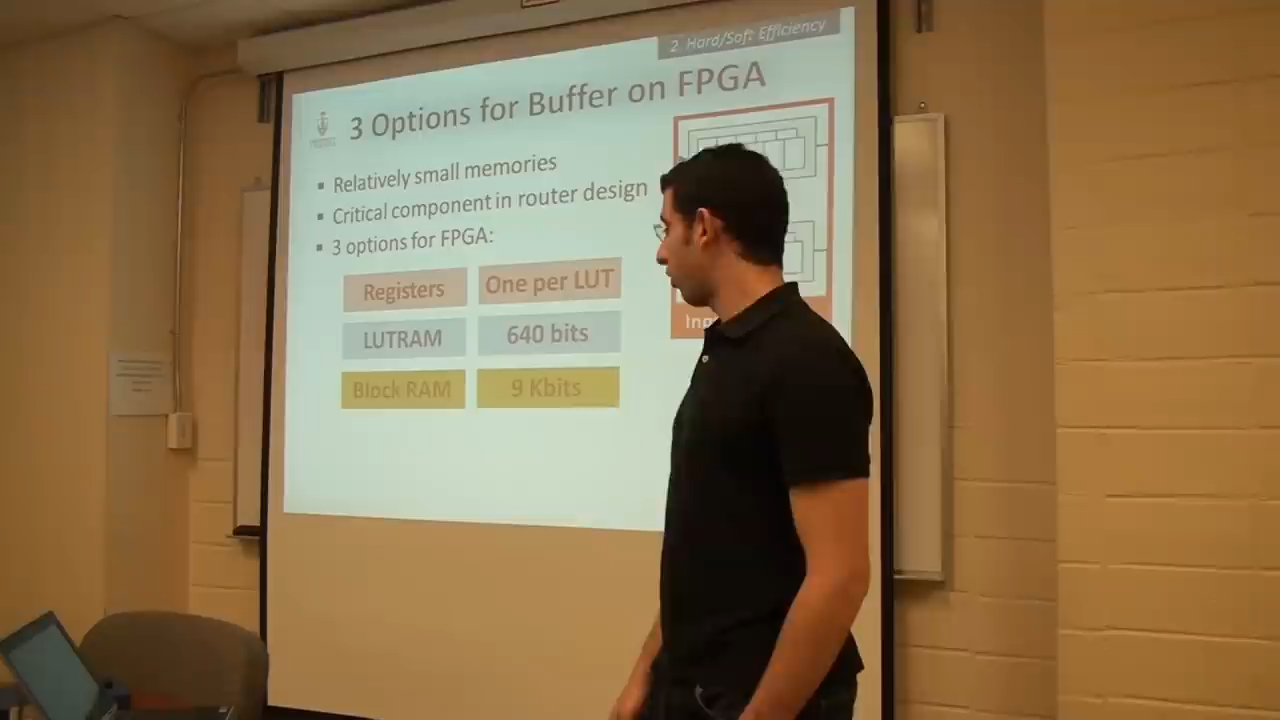 2 Hard/Soft Efficiency
3 Options for Buffer on FPGA
▪ Relatively small memories
▪ Critical component in router design
▪ 3 options for FPGA:
Registers One per LUT
LUTRAM 640 bits
Block RAM 9 Kbits